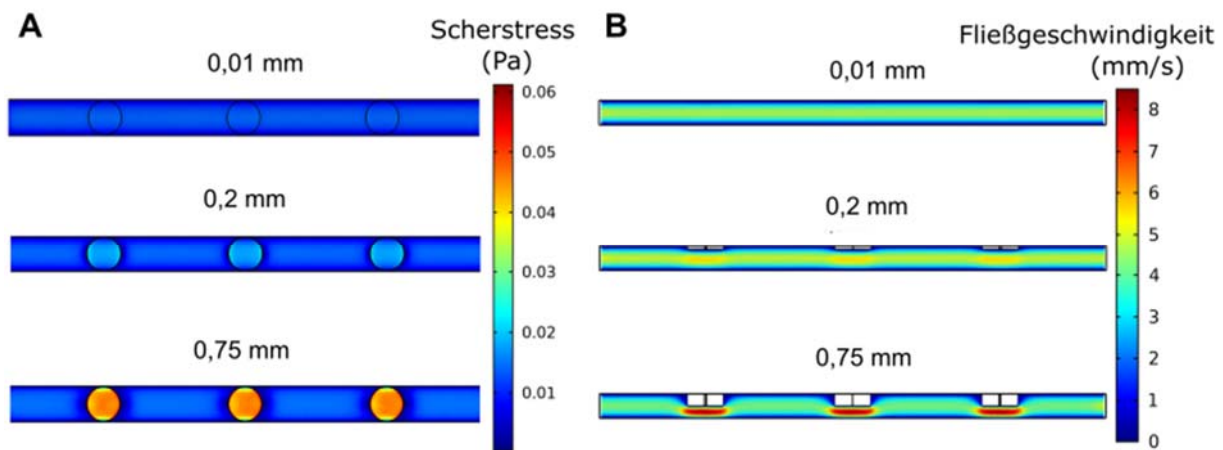 A
Scherstress
(Pa)
0,01 mm
0.06
0.05
0,2 mm
0.04
0.03
0.02
0,75 mm
0.01
B
Fließgeschwindigkeit
(mm/s)
0,01 mm
8
7
6
0,2 mm
5
4
3
0,75 mm
2
1
0